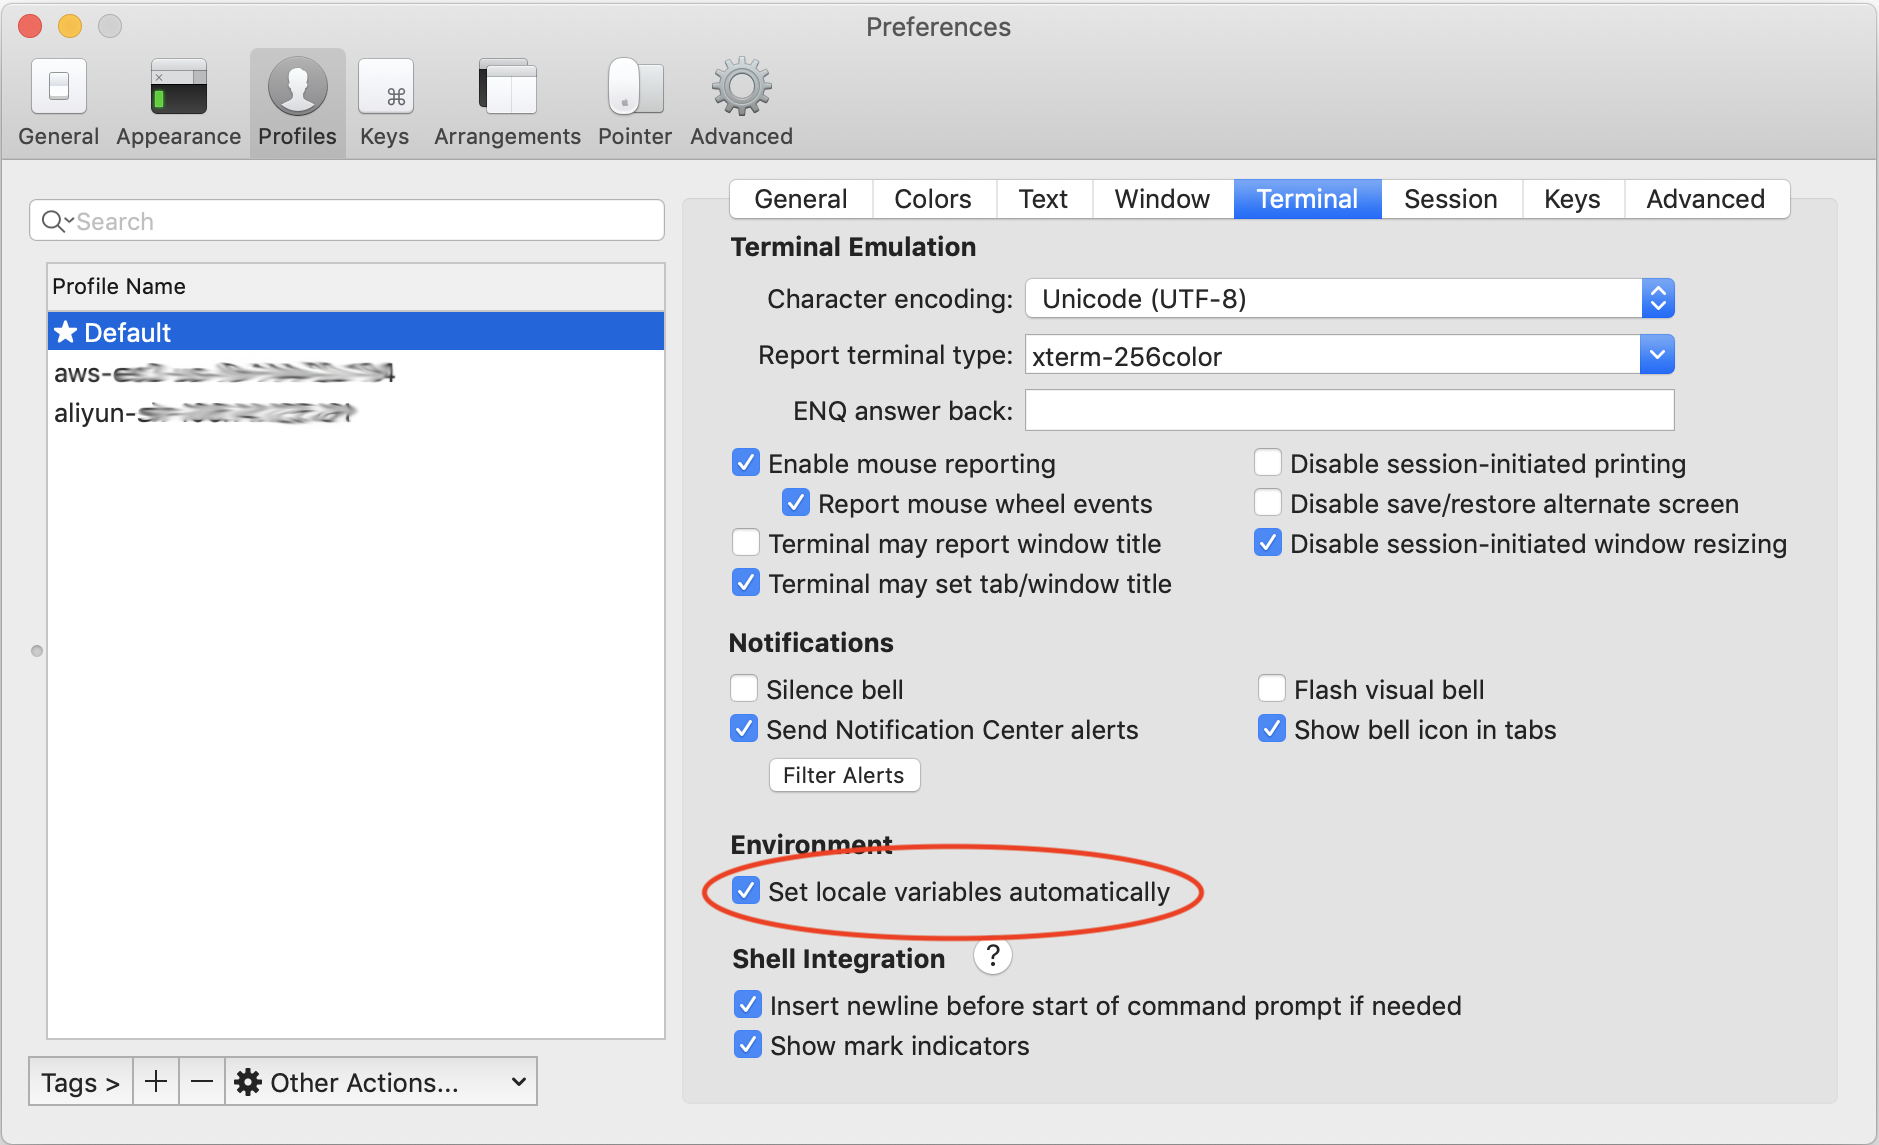 Preferences
General Appearance Profiles Keys Arrangements Pointer Advanced
Search
Profile Name
Default
aws-
aliyun-
Tags > + — Other Actions...
General Colors Text Window Terminal Session Keys Advanced
Terminal Emulation
Character encoding: Unicode (UTF-8)
Report terminal type: xterm-256color
ENQ answer back:
Enable mouse reporting
Disable session-initiated printing
Report mouse wheel events
Disable save/restore alternate screen
Terminal may report window title
Disable session-initiated window resizing
Terminal may set tab/window title
Notifications
Silence bell
Flash visual bell
Send Notification Center alerts
Show bell icon in tabs
Filter Alerts
Environment
Set locale variables automatically
Shell Integration ?
Insert newline before start of command prompt if needed
Show mark indicators